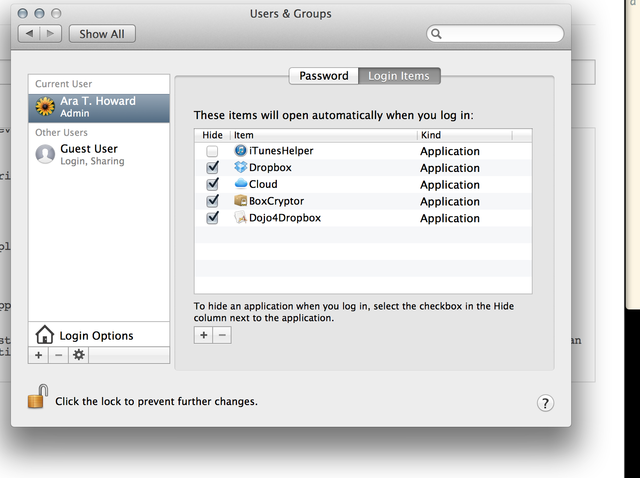 Users & Groups
Show All
Current User
Ara T. Howard
Admin
Other Users
Guest User
Login, Sharing
Login Options
Password
Login Items
These items will open automatically when you log in:
Hide Item Kind
iTunesHelper Application
Dropbox Application
Cloud Application
BoxCryptor Application
Dojo4Dropbox Application
To hide an application when you log in, select the checkbox in the Hide
column next to the application.
Click the lock to prevent further changes.
?